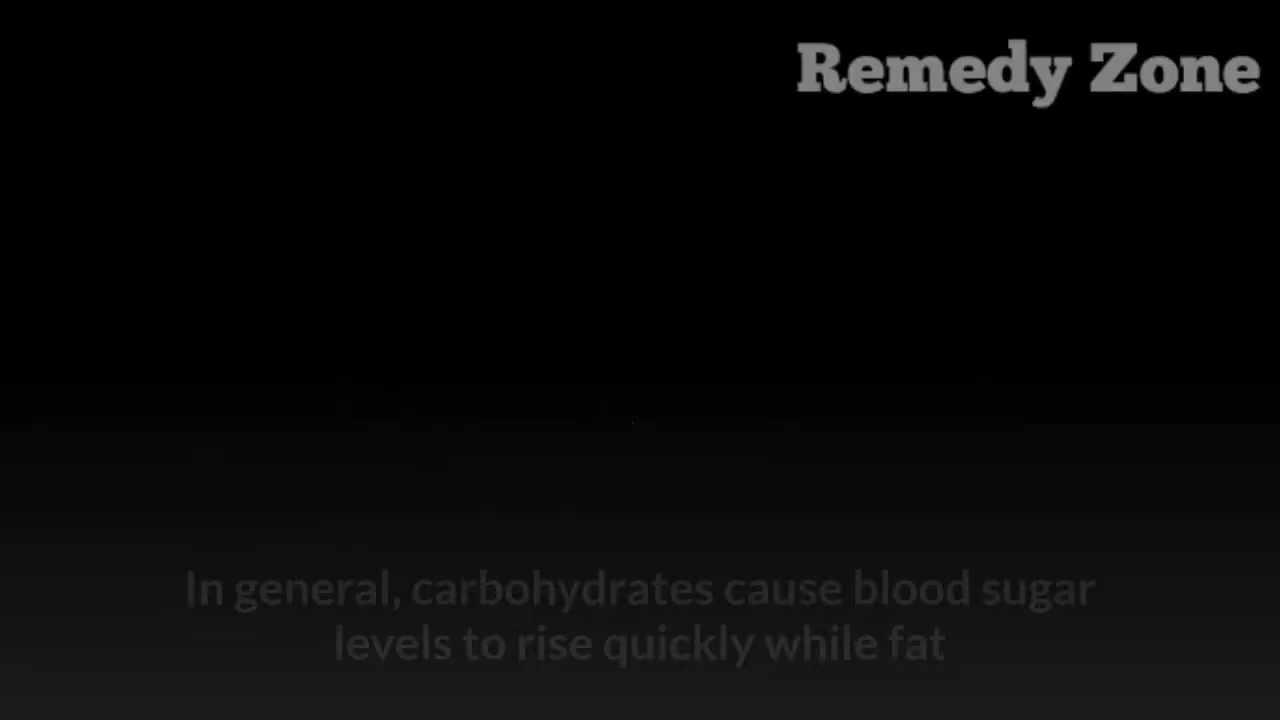 Remedy Zone
In general, carbohydrates cause blood sugar
levels to rise quickly while fat